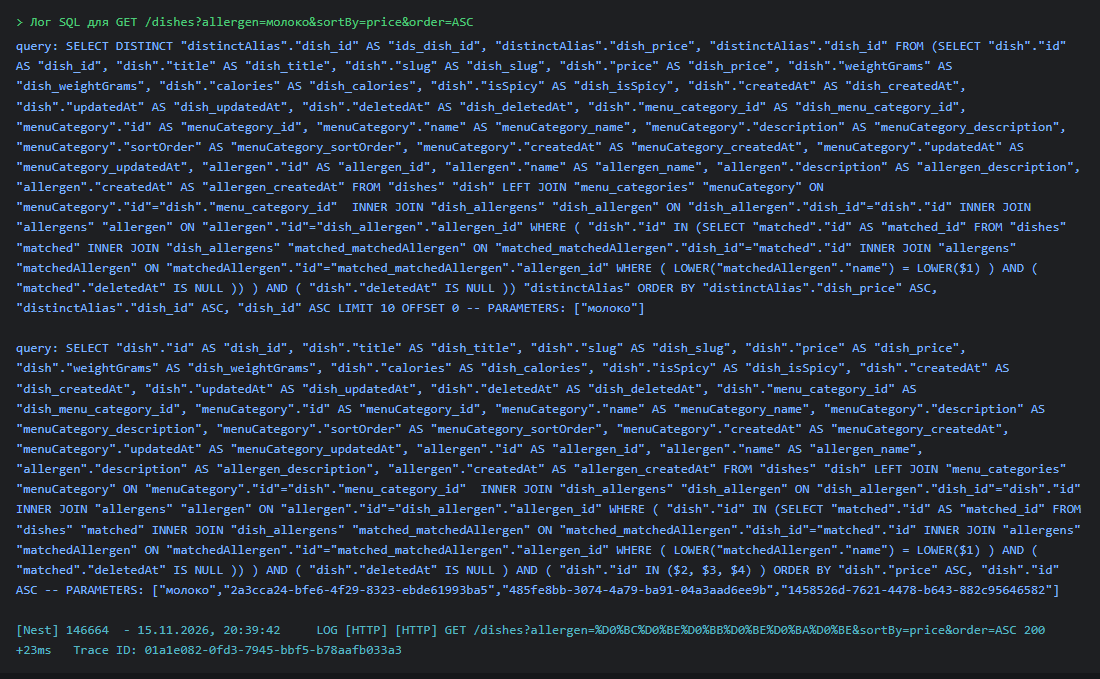 > Лог SQL для GET /dishes?allergen=молоко&sortBy=price&order=ASC
query: SELECT DISTINCT "distinctAlias"."dish_id" AS "ids_dish_id", "distinctAlias"."dish_price", "distinctAlias"."dish_id" FROM (SELECT "dish"."id"
AS "dish_id", "dish"."title" AS "dish_title", "dish"."slug" AS "dish_slug", "dish"."price" AS "dish_price", "dish"."weightGrams" AS
"dish_weightGrams", "dish"."calories" AS "dish_calories", "dish"."isSpicy" AS "dish_isSpicy", "dish"."createdAt" AS "dish_createdAt",
"dish"."updatedAt" AS "dish_updatedAt", "dish"."deletedAt" AS "dish_deletedAt", "dish"."menu_category_id" AS "dish_menu_category_id",
"menuCategory"."id" AS "menuCategory_id", "menuCategory"."name" AS "menuCategory_name", "menuCategory"."description" AS "menuCategory_description",
"menuCategory"."sortOrder" AS "menuCategory_sortOrder", "menuCategory"."createdAt" AS "menuCategory_createdAt", "menuCategory"."updatedAt" AS
"menuCategory_updatedAt", "allergen"."id" AS "allergen_id", "allergen"."name" AS "allergen_name", "allergen"."description" AS "allergen_description",
"allergen"."createdAt" AS "allergen_createdAt" FROM "dishes" "dish" LEFT JOIN "menu_categories" "menuCategory" ON
"menuCategory"."id"="dish"."menu_category_id"  INNER JOIN "dish_allergens" "dish_allergen" ON "dish_allergen"."dish_id"="dish"."id" INNER JOIN
"allergens" "allergen" ON "allergen"."id"="dish_allergen"."allergen_id" WHERE ( "dish"."id" IN (SELECT "matched"."id" AS "matched_id" FROM "dishes"
"matched" INNER JOIN "dish_allergens" "matched_matchedAllergen" ON "matched_matchedAllergen"."dish_id"="matched"."id" INNER JOIN "allergens"
"matchedAllergen" ON "matchedAllergen"."id"="matched_matchedAllergen"."allergen_id" WHERE ( LOWER("matchedAllergen"."name") = LOWER($1) ) AND (
"matched"."deletedAt" IS NULL )) ) AND ( "dish"."deletedAt" IS NULL )) "distinctAlias" ORDER BY "distinctAlias"."dish_price" ASC,
"distinctAlias"."dish_id" ASC, "dish_id" ASC LIMIT 10 OFFSET 0 -- PARAMETERS: ["молоко"]
query: SELECT "dish"."id" AS "dish_id", "dish"."title" AS "dish_title", "dish"."slug" AS "dish_slug", "dish"."price" AS "dish_price",
"dish"."weightGrams" AS "dish_weightGrams", "dish"."calories" AS "dish_calories", "dish"."isSpicy" AS "dish_isSpicy", "dish"."createdAt" AS
"dish_createdAt", "dish"."updatedAt" AS "dish_updatedAt", "dish"."deletedAt" AS "dish_deletedAt", "dish"."menu_category_id" AS
"dish_menu_category_id", "menuCategory"."id" AS "menuCategory_id", "menuCategory"."name" AS "menuCategory_name", "menuCategory"."description" AS
"menuCategory_description", "menuCategory"."sortOrder" AS "menuCategory_sortOrder", "menuCategory"."createdAt" AS "menuCategory_createdAt",
"menuCategory"."updatedAt" AS "menuCategory_updatedAt", "allergen"."id" AS "allergen_id", "allergen"."name" AS "allergen_name",
"allergen"."description" AS "allergen_description", "allergen"."createdAt" AS "allergen_createdAt" FROM "dishes" "dish" LEFT JOIN "menu_categories"
"menuCategory" ON "menuCategory"."id"="dish"."menu_category_id"  INNER JOIN "dish_allergens" "dish_allergen" ON "dish_allergen"."dish_id"="dish"."id"
INNER JOIN "allergens" "allergen" ON "allergen"."id"="dish_allergen"."allergen_id" WHERE ( "dish"."id" IN (SELECT "matched"."id" AS "matched_id" FROM
"dishes" "matched" INNER JOIN "dish_allergens" "matched_matchedAllergen" ON "matched_matchedAllergen"."dish_id"="matched"."id" INNER JOIN "allergens"
"matchedAllergen" ON "matchedAllergen"."id"="matched_matchedAllergen"."allergen_id" WHERE ( LOWER("matchedAllergen"."name") = LOWER($1) ) AND (
"matched"."deletedAt" IS NULL )) ) AND ( "dish"."deletedAt" IS NULL ) AND ( "dish"."id" IN ($2, $3, $4) ) ORDER BY "dish"."price" ASC, "dish"."id"
ASC -- PARAMETERS: ["молоко","2a3cca24-bfe6-4f29-8323-ebde61993ba5","485fe8bb-3074-4a79-ba91-04a3aad6ee9b","1458526d-7621-4478-b643-882c95646582"]
[Nest] 146664  - 15.11.2026, 20:39:42     LOG [HTTP] [HTTP] GET /dishes?allergen=%D0%BC%D0%BE%D0%BB%D0%BE%D0%BA%D0%BE&sortBy=price&order=ASC 200
+23ms   Trace ID: 01a1e082-0fd3-7945-bbf5-b78aafb033a3